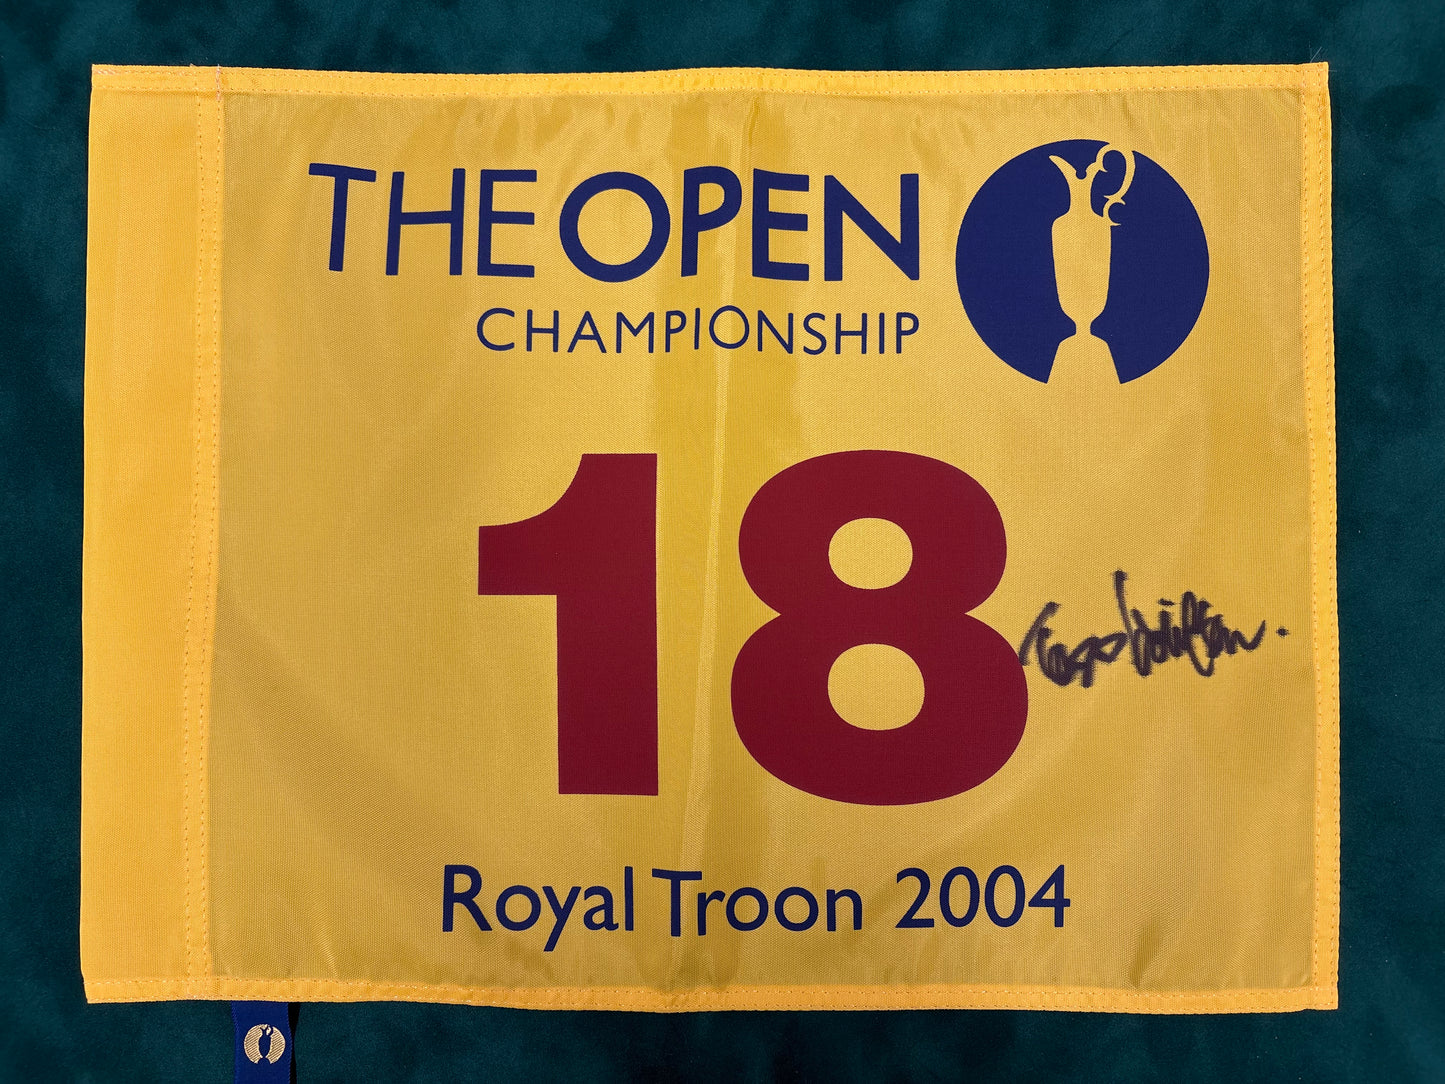 THE OPEN
CHAMPIONSHIP
18
Royal Troon 2004